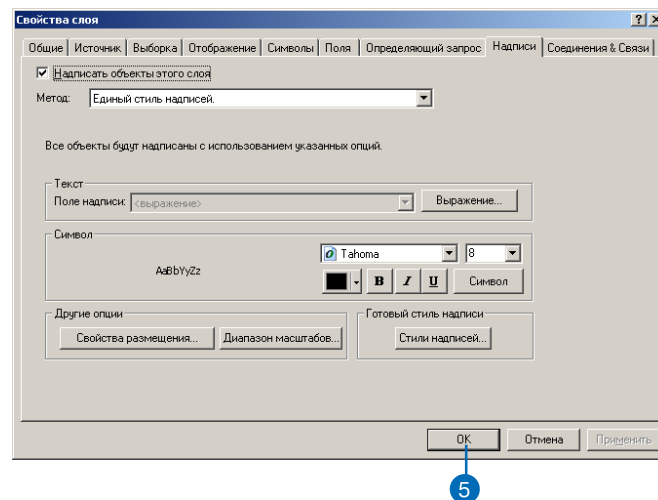 Свойства слоя
Общие Источник Выборка Отображение Символы Поля Определяющий запрос Надписи Соединения & Связи
Надписать объекты этого слоя
Метод: Единый стиль надписей.
Все объекты будут надписаны с использованием указанных опций.
Текст
Поле надписи: <выражение> Выражение...
Символ
AaBbYyZz
Tahoma 8
B I U Символ
Другие опции Готовый стиль надписи
Свойства размещения... Диапазон масштабов... Стили надписей...
OK Отмена Применить
5